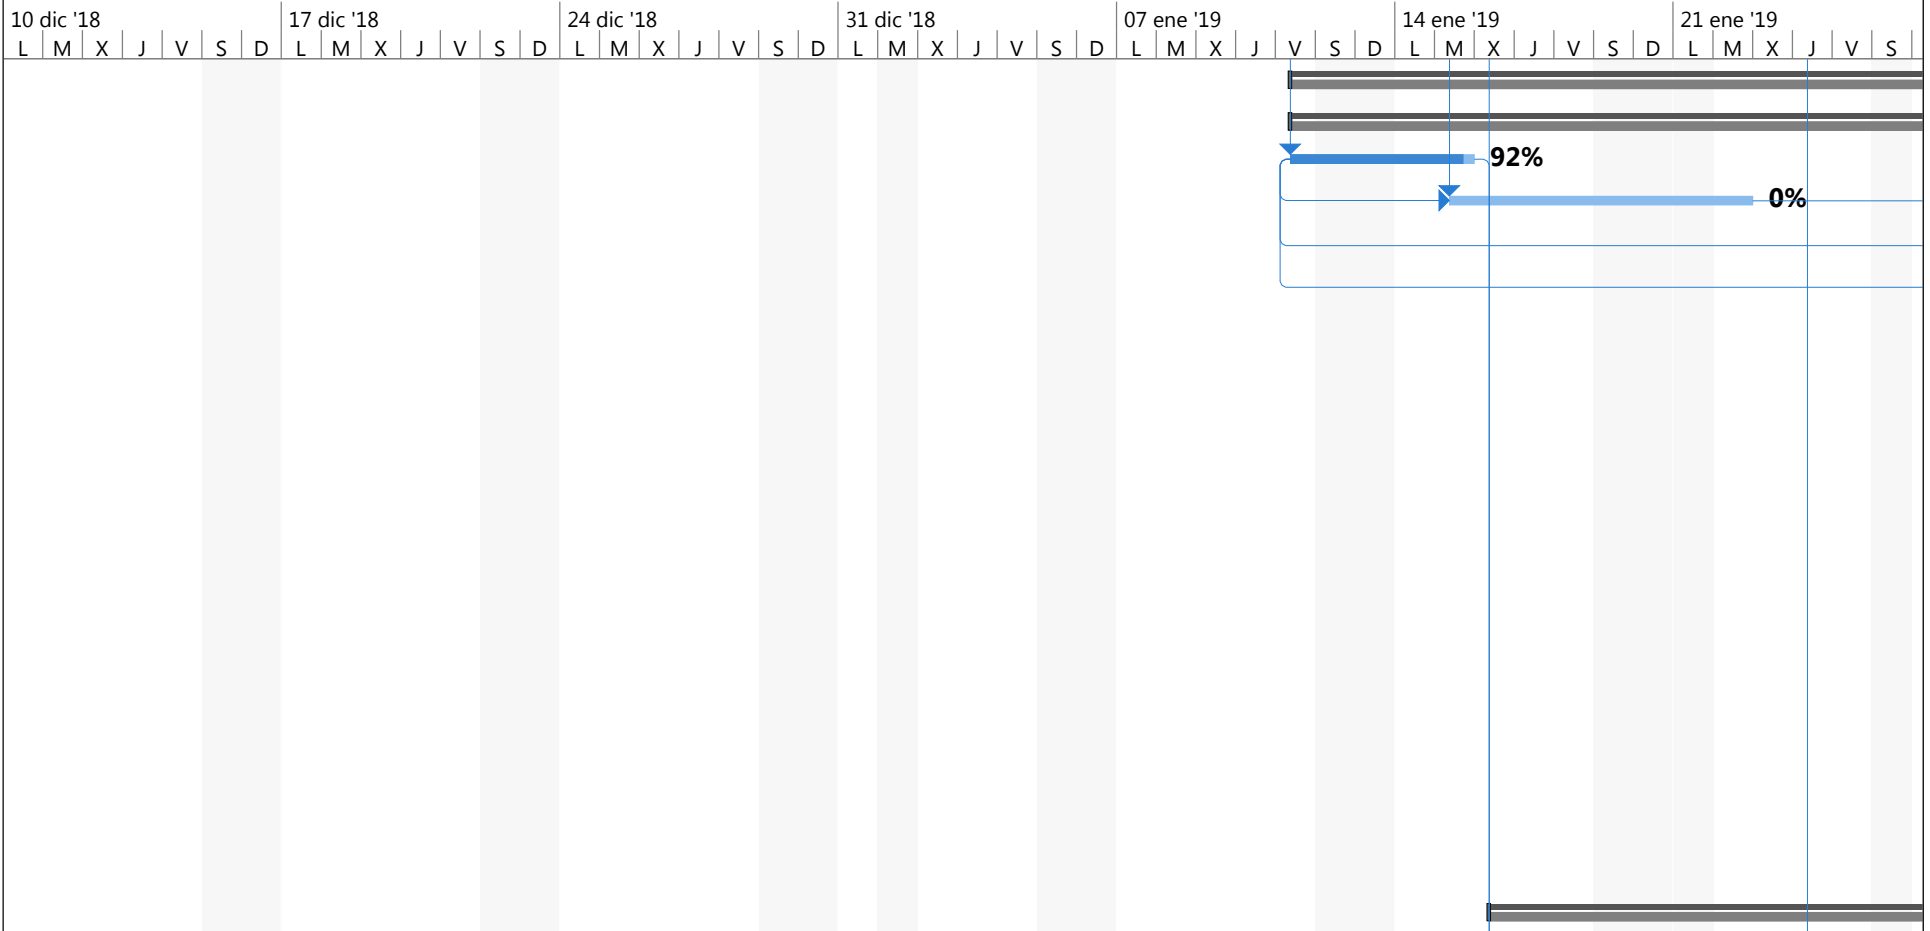 10 dic '18 17 dic '18 24 dic '18 31 dic '18 07 ene '19 14 ene '19 21 ene '19
L M X J V S D L M X J V S D L M X J V S D L M X J V S D L M X J V S D L M X J V S D L M X J V S
92%
0%